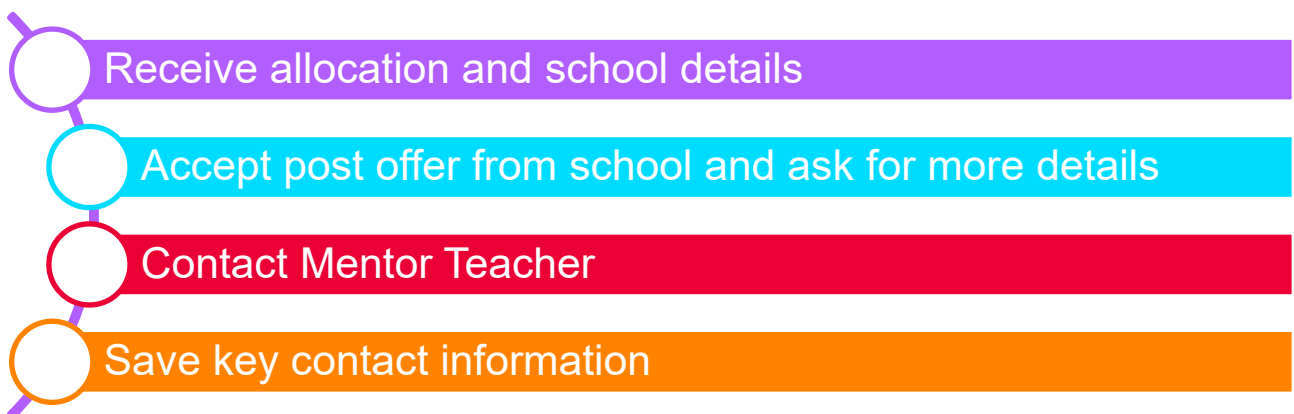 Receive allocation and school details
Accept post offer from school and ask for more details
Contact Mentor Teacher
Save key contact information